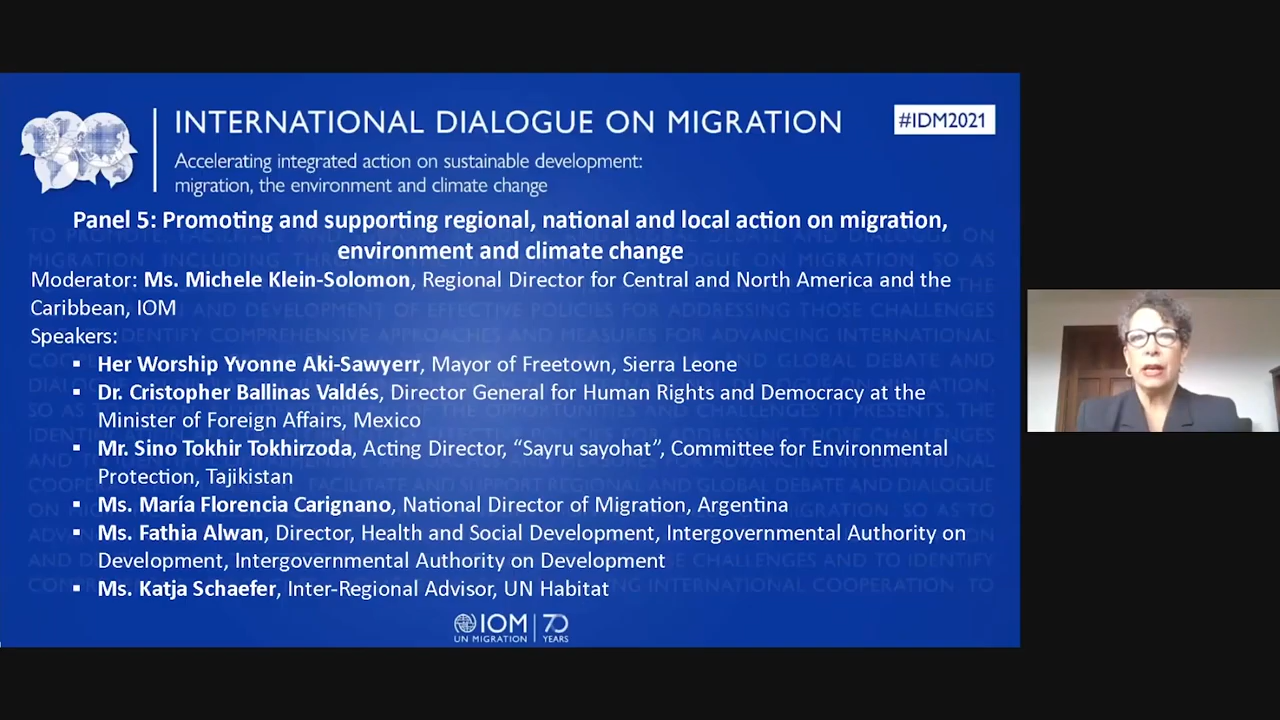 INTERNATIONAL DIALOGUE ON MIGRATION
#IDM2021
Accelerating integrated action on sustainable development:
migration, the environment and climate change
Panel 5: Promoting and supporting regional, national and local action on migration,
environment and climate change
Moderator: Ms. Michele Klein-Solomon, Regional Director for Central and North America and the
Caribbean, IOM
Speakers:
▪ Her Worship Yvonne Aki-Sawyerr, Mayor of Freetown, Sierra Leone
▪ Dr. Cristopher Ballinas Valdés, Director General for Human Rights and Democracy at the
Minister of Foreign Affairs, Mexico
▪ Mr. Sino Tokhir Tokhirzoda, Acting Director, “Sayru sayohat”, Committee for Environmental
Protection, Tajikistan
▪ Ms. María Florencia Carignano, National Director of Migration, Argentina
▪ Ms. Fathia Alwan, Director, Health and Social Development, Intergovernmental Authority on
Development, Intergovernmental Authority on Development
▪ Ms. Katja Schaefer, Inter-Regional Advisor, UN Habitat
IOM
UN MIGRATION
70
YEARS